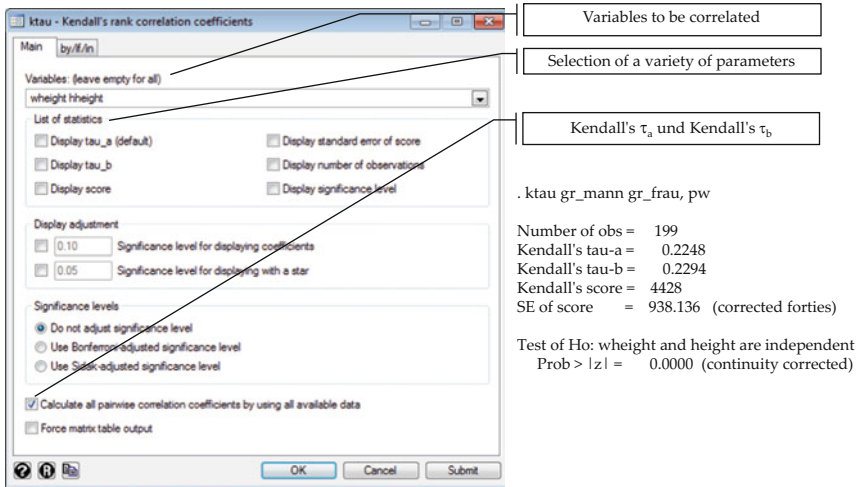 ktau - Kendall's rank correlation coefficients
Main
by/if/in
Variables: (leave empty for all)
wheight hheight
List of statistics
Display tau_a (default)
Display standard error of score
Display tau_b
Display number of observations
Display score
Display significance level
Display adjustment
0.10 Significance level for displaying coefficients
0.05 Significance level for displaying with a star
Significance levels
Do not adjust significance level
Use Bonferroni-adjusted significance level
Use Sidak-adjusted significance level
Calculate all pairwise correlation coefficients by using all available data
Force matrix table output
OK
Cancel
Submit
Variables to be correlated
Selection of a variety of parameters
Kendall's τa und Kendall's τb
. ktau gr_mann gr_frau, pw
Number of obs = 199
Kendall's tau-a = 0.2248
Kendall's tau-b = 0.2294
Kendall's score = 4428
SE of score = 938.136 (corrected forties)
Test of Ho: wheight and height are independent
Prob > |z| = 0.0000 (continuity corrected)